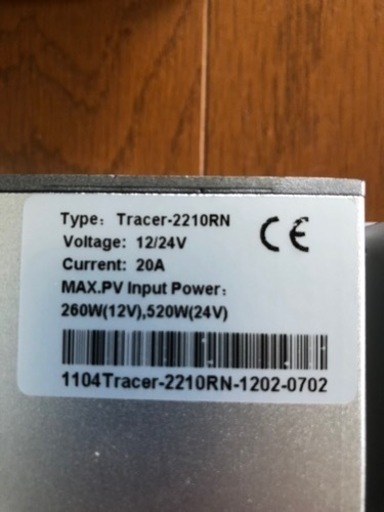 Type: Tracer-2210RN
Voltage: 12/24V
Current: 20A
MAX.PV Input Power:
260W(12V),520W(24V)
1104Tracer-2210RN-1202-0702
CE